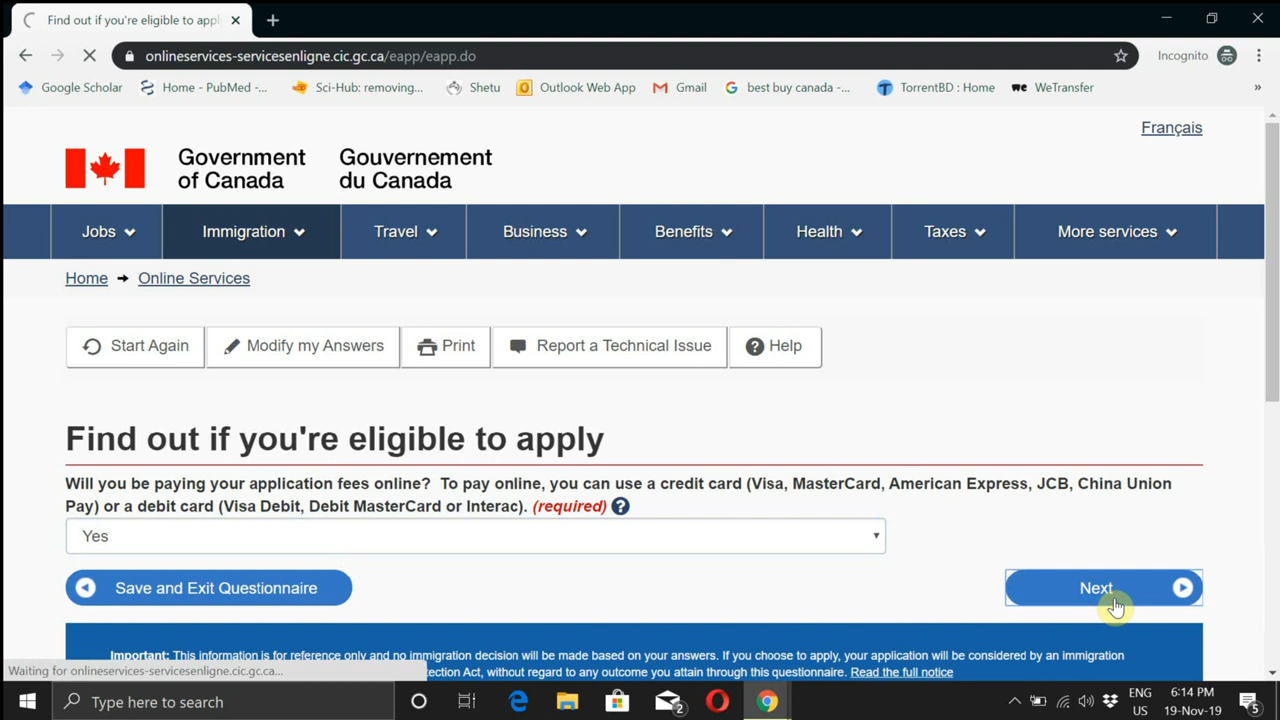 Find out if you're eligible to appl
onlineservices-servicesenligne.cic.gc.ca/eapp/eapp.do
Incognito
Google Scholar
Home - PubMed -...
Sci-Hub: removing...
Shetu
Outlook Web App
Gmail
best buy canada -...
TorrentBD : Home
we WeTransfer
»
Français
Government of Canada
Gouvernement du Canada
Jobs
Immigration
Travel
Business
Benefits
Health
Taxes
More services
Home → Online Services
Start Again
Modify my Answers
Print
Report a Technical Issue
Help
Find out if you're eligible to apply
Will you be paying your application fees online? To pay online, you can use a credit card (Visa, MasterCard, American Express, JCB, China Union
Pay) or a debit card (Visa Debit, Debit MasterCard or Interac). (required) ?
Yes
Save and Exit Questionnaire
Next
Important: This information is for reference only and no immigration decision will be made based on your answers. If you choose to apply, your application will be considered by an immigration
Waiting for onlineservices-servicesenligne.cic.gc.ca...
tection Act, without regard to any outcome you attain through this questionnaire. Read the full notice
Type here to search
2
ENG
US
6:14 PM
19-Nov-19
5